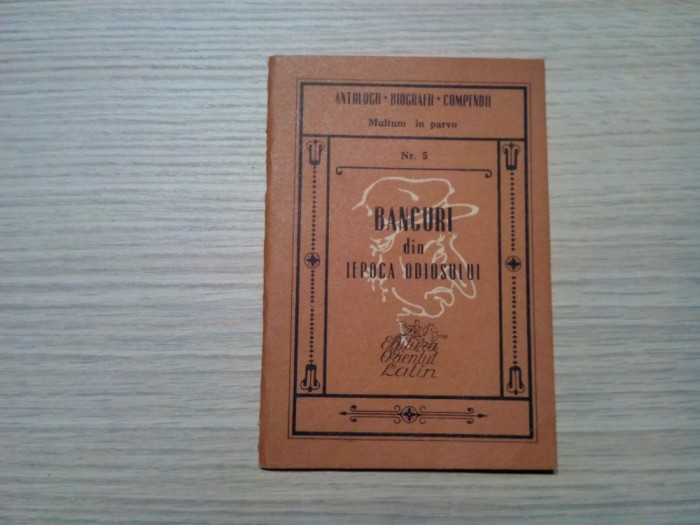 ANTOLOGII • BIOGRAFII • COMPENDII
Multum in parvo
Nr. 5
BANCURI
din
IEPOCA ODIOSULUI
Editura
Orientul
Latin